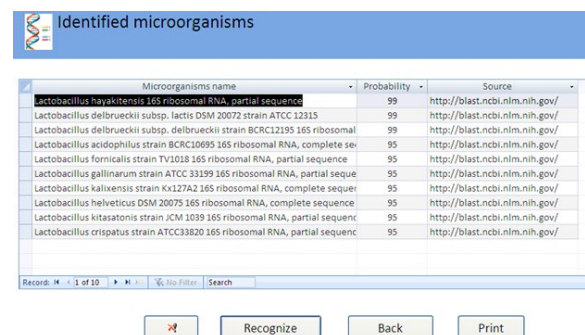 Identified microorganisms
Microorganisms name Probability Source
Lactobacillus hayakitensis 16S ribosomal RNA, partial sequence 99 http://blast.ncbi.nlm.nih.gov/
Lactobacillus delbrueckii subsp. lactis DSM 20072 strain ATCC 12315 99 http://blast.ncbi.nlm.nih.gov/
Lactobacillus delbrueckii subsp. delbrueckii strain BCRC12195 16S ribosomal 99 http://blast.ncbi.nlm.nih.gov/
Lactobacillus acidophilus strain BCRC10695 16S ribosomal RNA, complete se 95 http://blast.ncbi.nlm.nih.gov/
Lactobacillus fornicalis strain TV1018 16S ribosomal RNA, partial sequence 95 http://blast.ncbi.nlm.nih.gov/
Lactobacillus gallinarum strain ATCC 33199 16S ribosomal RNA, partial seque 95 http://blast.ncbi.nlm.nih.gov/
Lactobacillus kalixensis strain Kx127A2 16S ribosomal RNA, complete sequer 95 http://blast.ncbi.nlm.nih.gov/
Lactobacillus helveticus DSM 20075 16S ribosomal RNA, complete sequence 95 http://blast.ncbi.nlm.nih.gov/
Lactobacillus kitasatonis strain JCM 1039 16S ribosomal RNA, partial sequenc 95 http://blast.ncbi.nlm.nih.gov/
Lactobacillus crispatus strain ATCC33820 16S ribosomal RNA, partial sequenc 95 http://blast.ncbi.nlm.nih.gov/
Record: 1 of 10 No Filter Search
Recognize Back Print